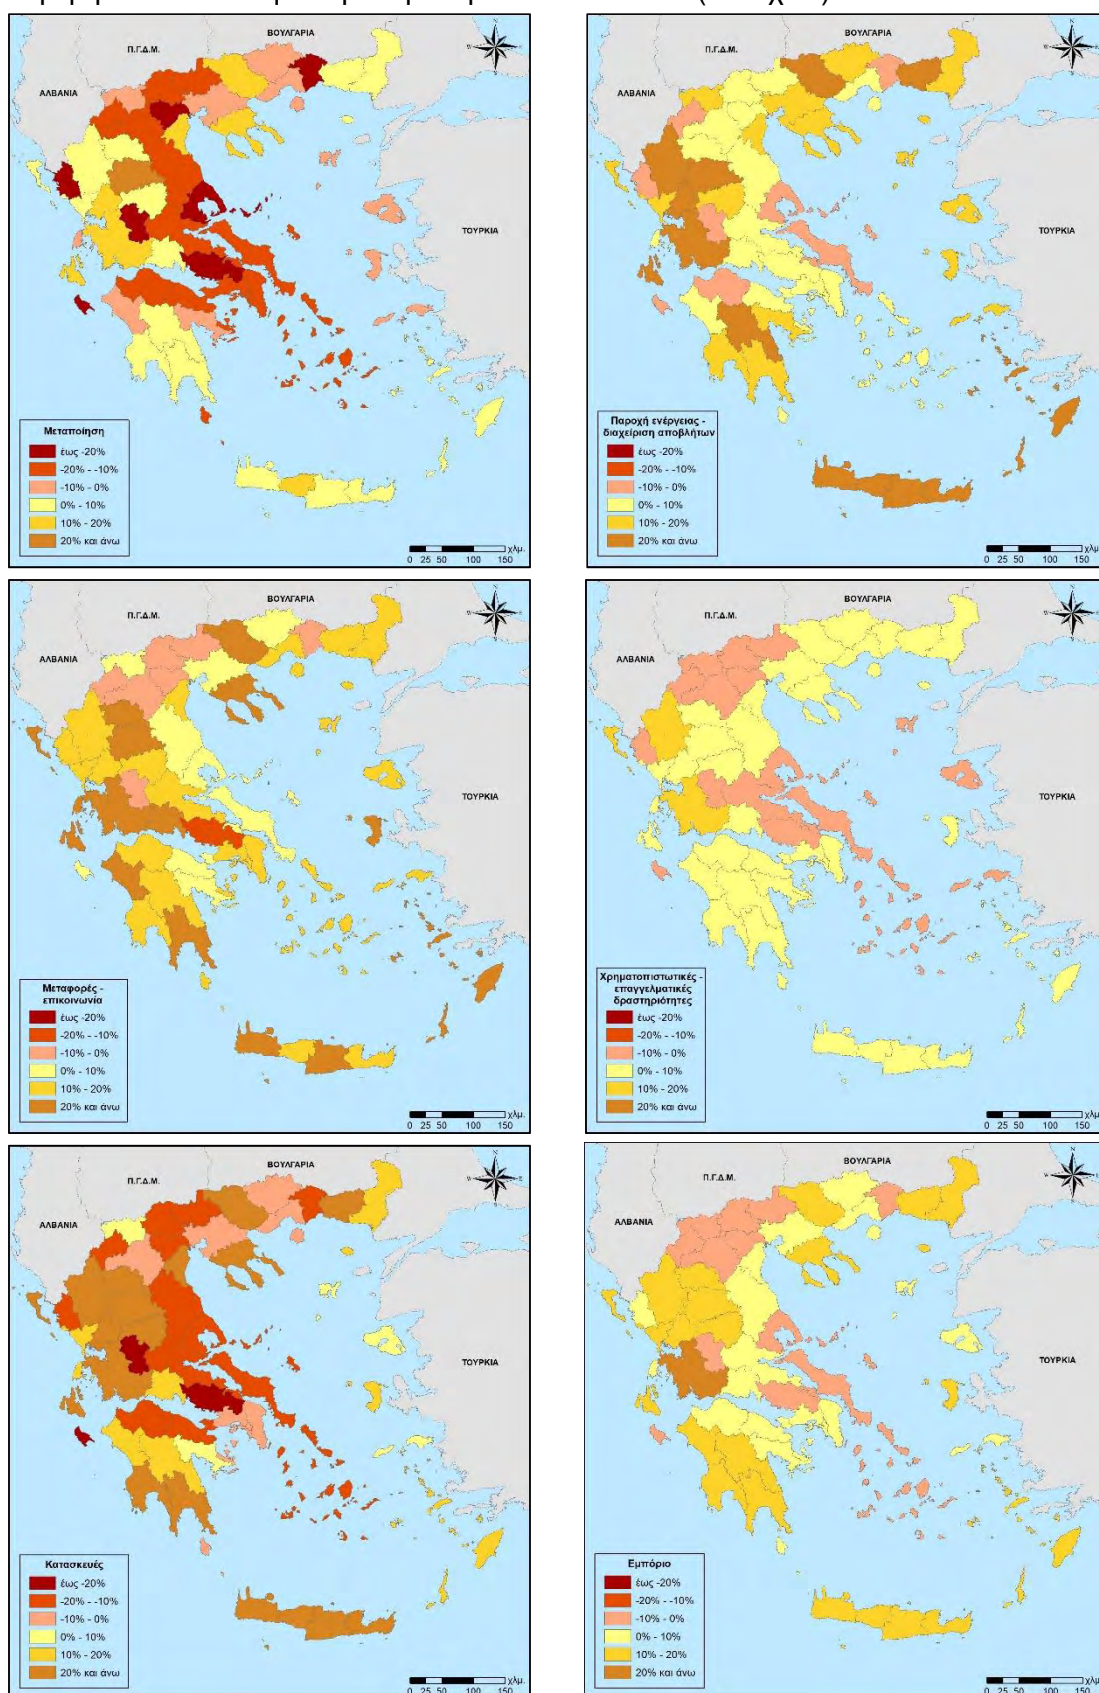 ΒΟΥΛΓΑΡΙΑ
Π.Γ.Δ.Μ.
ΑΛΒΑΝΙΑ
ΤΟΥΡΚΙΑ
N
W
E
S
Μεταποίηση
έως -20%
-20% - -10%
-10% - 0%
0% - 10%
10% - 20%
20% και άνω
χλμ.
0 25 50 100 150
ΒΟΥΛΓΑΡΙΑ
Π.Γ.Δ.Μ.
ΑΛΒΑΝΙΑ
ΤΟΥΡΚΙΑ
N
W
E
S
Παροχή ενέργειας -
διαχείριση αποβλήτων
έως -20%
-20% - -10%
-10% - 0%
0% - 10%
10% - 20%
20% και άνω
χλμ.
0 25 50 100 150
ΒΟΥΛΓΑΡΙΑ
Π.Γ.Δ.Μ.
ΑΛΒΑΝΙΑ
ΤΟΥΡΚΙΑ
N
W
E
S
Μεταφορές -
επικοινωνία
έως -20%
-20% - -10%
-10% - 0%
0% - 10%
10% - 20%
20% και άνω
χλμ.
0 25 50 100 150
ΒΟΥΛΓΑΡΙΑ
Π.Γ.Δ.Μ.
ΑΛΒΑΝΙΑ
ΤΟΥΡΚΙΑ
N
W
E
S
Χρηματοπιστωτικές -
επαγγελματικές
δραστηριότητες
έως -20%
-20% - -10%
-10% - 0%
0% - 10%
10% - 20%
20% και άνω
χλμ.
0 25 50 100 150
ΒΟΥΛΓΑΡΙΑ
Π.Γ.Δ.Μ.
ΑΛΒΑΝΙΑ
ΤΟΥΡΚΙΑ
N
W
E
S
Κατασκευές
έως -20%
-20% - -10%
-10% - 0%
0% - 10%
10% - 20%
20% και άνω
χλμ.
0 25 50 100 150
ΒΟΥΛΓΑΡΙΑ
Π.Γ.Δ.Μ.
ΑΛΒΑΝΙΑ
ΤΟΥΡΚΙΑ
N
W
E
S
Εμπόριο
έως -20%
-20% - -10%
-10% - 0%
0% - 10%
10% - 20%
20% και άνω
χλμ.
0 25 50 100 150